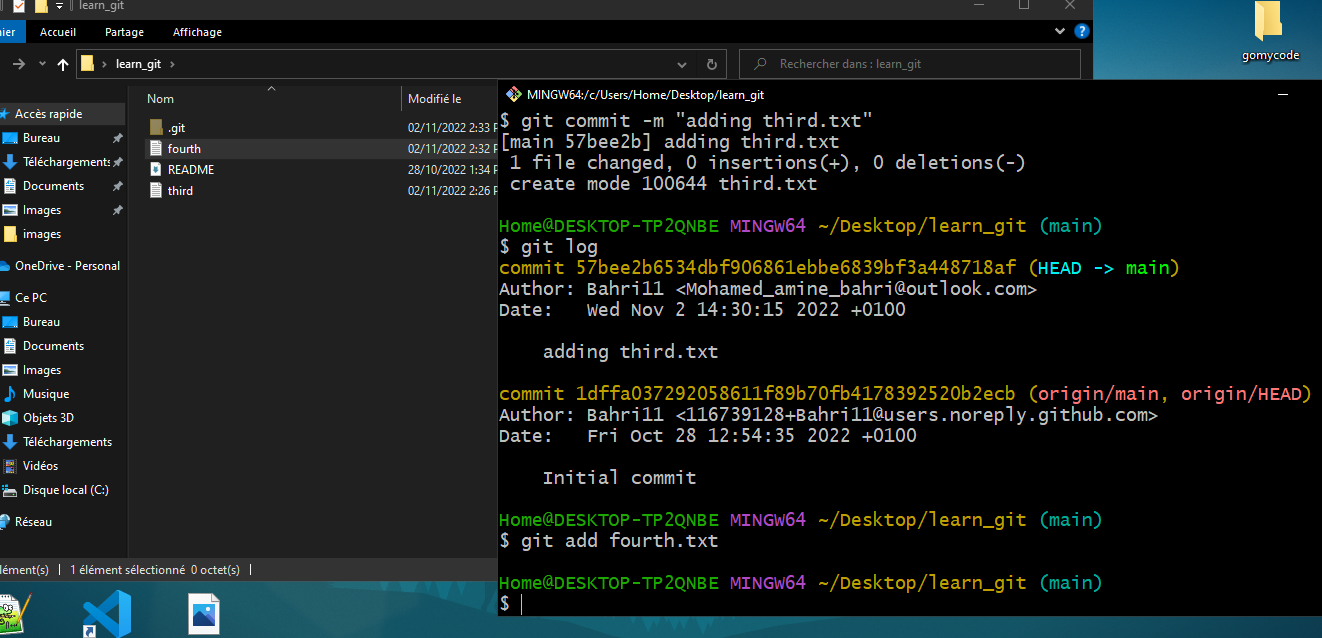 learn_git
ier Accueil Partage Affichage
learn_git
Rechercher dans : learn_git
gomycode
Nom Modifié le
.git 02/11/2022 2:33
fourth 02/11/2022 2:32
README 28/10/2022 1:34
third 02/11/2022 2:26
Accès rapide
Bureau
Téléchargements
Documents
Images
images
OneDrive - Personal
Ce PC
Bureau
Documents
Images
Musique
Objets 3D
Téléchargements
Vidéos
Disque local (C:)
Réseau
lément(s) 1 élément sélectionné 0 octet(s)
MINGW64:/c/Users/Home/Desktop/learn_git
$ git commit -m "adding third.txt"
[main 57bee2b] adding third.txt
1 file changed, 0 insertions(+), 0 deletions(-)
create mode 100644 third.txt
Home@DESKTOP-TP2QNBE MINGW64 ~/Desktop/learn_git (main)
$ git log
commit 57bee2b6534dbf906861ebbe6839bf3a448718af (HEAD -> main)
Author: Bahri11 <Mohamed_amine_bahri@outlook.com>
Date: Wed Nov 2 14:30:15 2022 +0100
adding third.txt
commit 1dffa037292058611f89b70fb4178392520b2ecb (origin/main, origin/HEAD)
Author: Bahri11 <116739128+Bahri11@users.noreply.github.com>
Date: Fri Oct 28 12:54:35 2022 +0100
Initial commit
Home@DESKTOP-TP2QNBE MINGW64 ~/Desktop/learn_git (main)
$ git add fourth.txt
Home@DESKTOP-TP2QNBE MINGW64 ~/Desktop/learn_git (main)
$